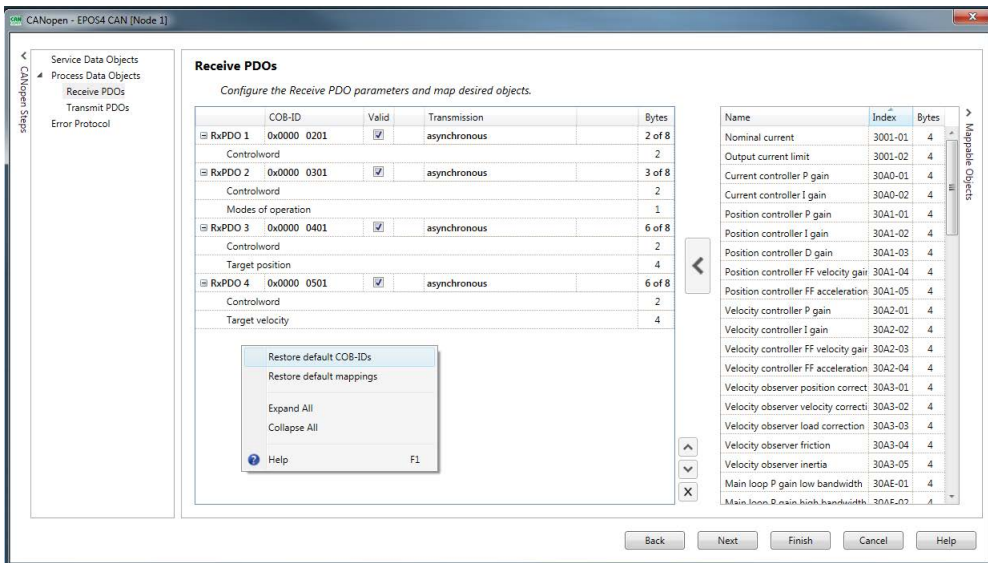 CANopen - EPOS4 CAN [Node 1]
CANopen Steps
Service Data Objects
Process Data Objects
Receive PDOs
Transmit PDOs
Error Protocol
Receive PDOs
Configure the Receive PDO parameters and map desired objects.
COB-ID Valid Transmission Bytes
RxPDO 1 0x0000 0201 asynchronous 2 of 8
Controlword 2
RxPDO 2 0x0000 0301 asynchronous 3 of 8
Controlword 2
Modes of operation 1
RxPDO 3 0x0000 0401 asynchronous 6 of 8
Controlword 2
Target position 4
RxPDO 4 0x0000 0501 asynchronous 6 of 8
Controlword 2
Target velocity 4
Restore default COB-IDs
Restore default mappings
Expand All
Collapse All
Help F1
Name Index Bytes
Nominal current 3001-01 4
Output current limit 3001-02 4
Current controller P gain 30A0-01 4
Current controller I gain 30A0-02 4
Position controller P gain 30A1-01 4
Position controller I gain 30A1-02 4
Position controller D gain 30A1-03 4
Position controller FF velocity gair 30A1-04 4
Position controller FF acceleration 30A1-05 4
Velocity controller P gain 30A2-01 4
Velocity controller I gain 30A2-02 4
Velocity controller FF velocity gair 30A2-03 4
Velocity controller FF acceleration 30A2-04 4
Velocity observer position correct 30A3-01 4
Velocity observer velocity correcti 30A3-02 4
Velocity observer load correction 30A3-03 4
Velocity observer friction 30A3-04 4
Velocity observer inertia 30A3-05 4
Main loop P gain low bandwidth 30AE-01 4
Main loop P gain high bandwidth 30AE-02 4
Mappable Objects
Back Next Finish Cancel Help